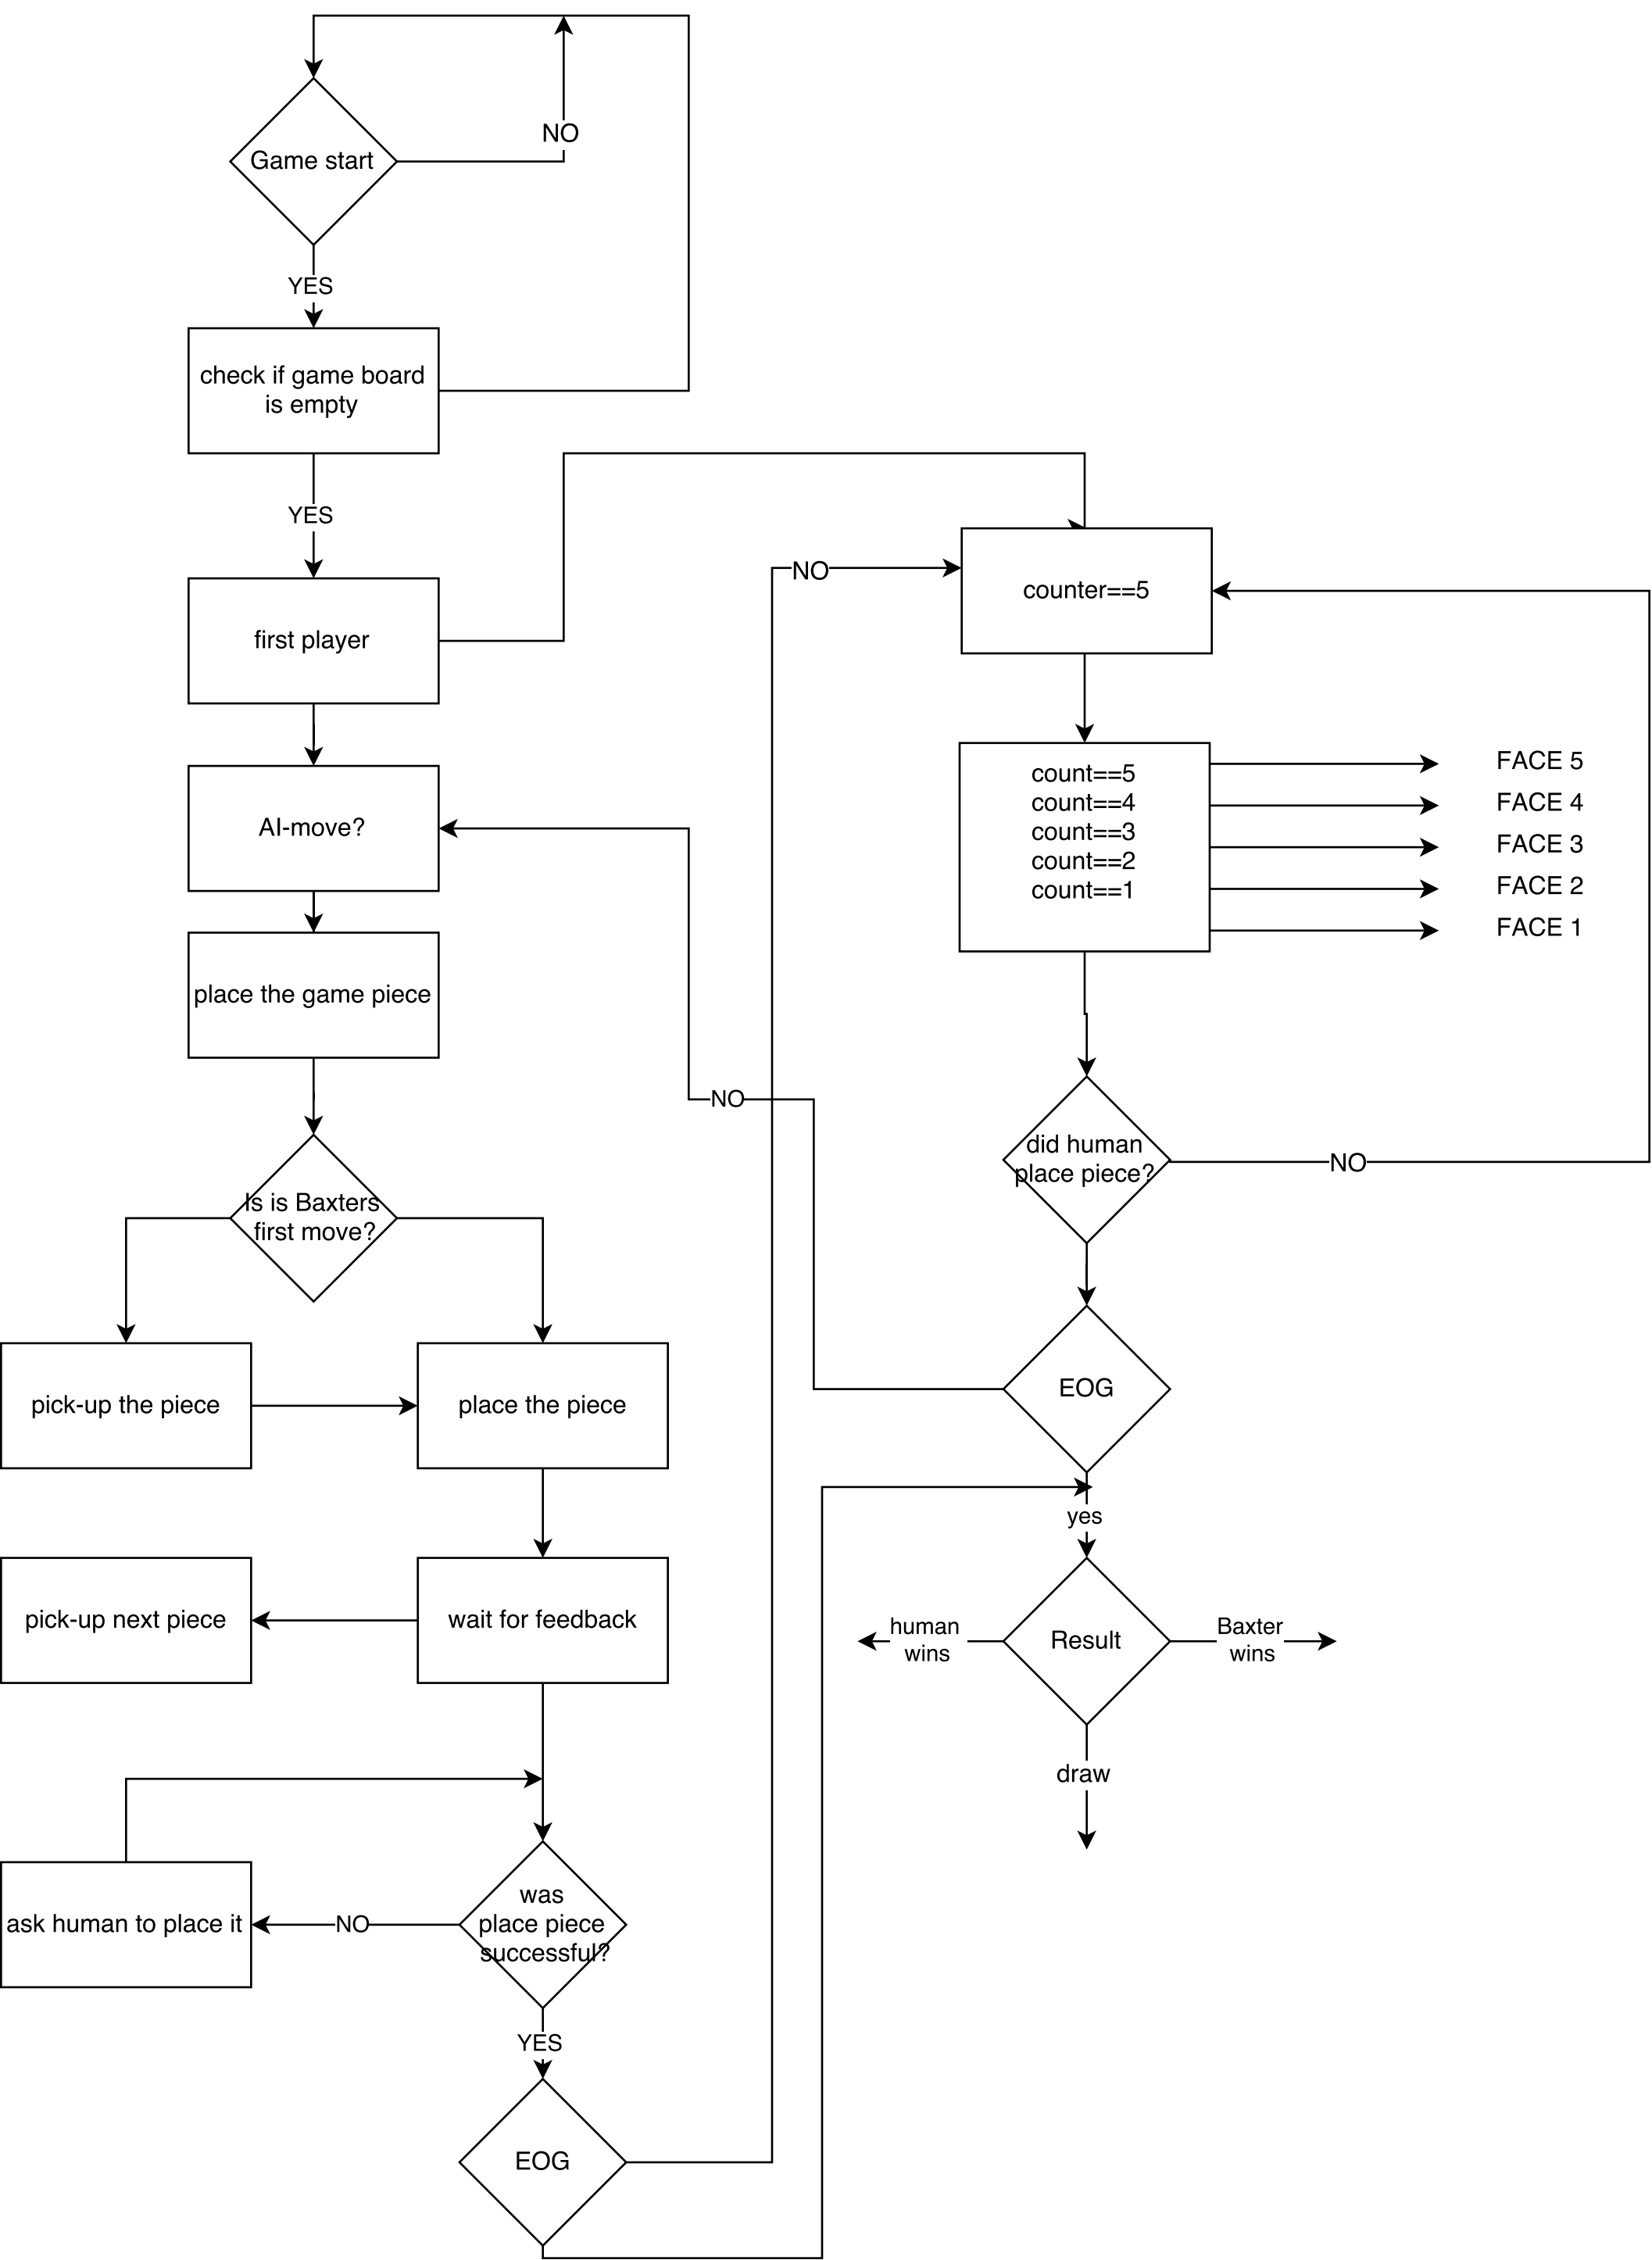 NO
Game start
YES
check if game board
is empty
YES
NO
counter==5
first player
count==5
count==4
count==3
count==2
count==1
FACE 5
FACE 4
FACE 3
FACE 2
FACE 1
AI-move?
place the game piece
NO
did human
place piece?
NO
Is is Baxters
first move?
EOG
pick-up the piece
place the piece
yes
pick-up next piece
wait for feedback
human
wins
Result
Baxter
wins
draw
ask human to place it
NO
was
place piece
successful?
YES
EOG